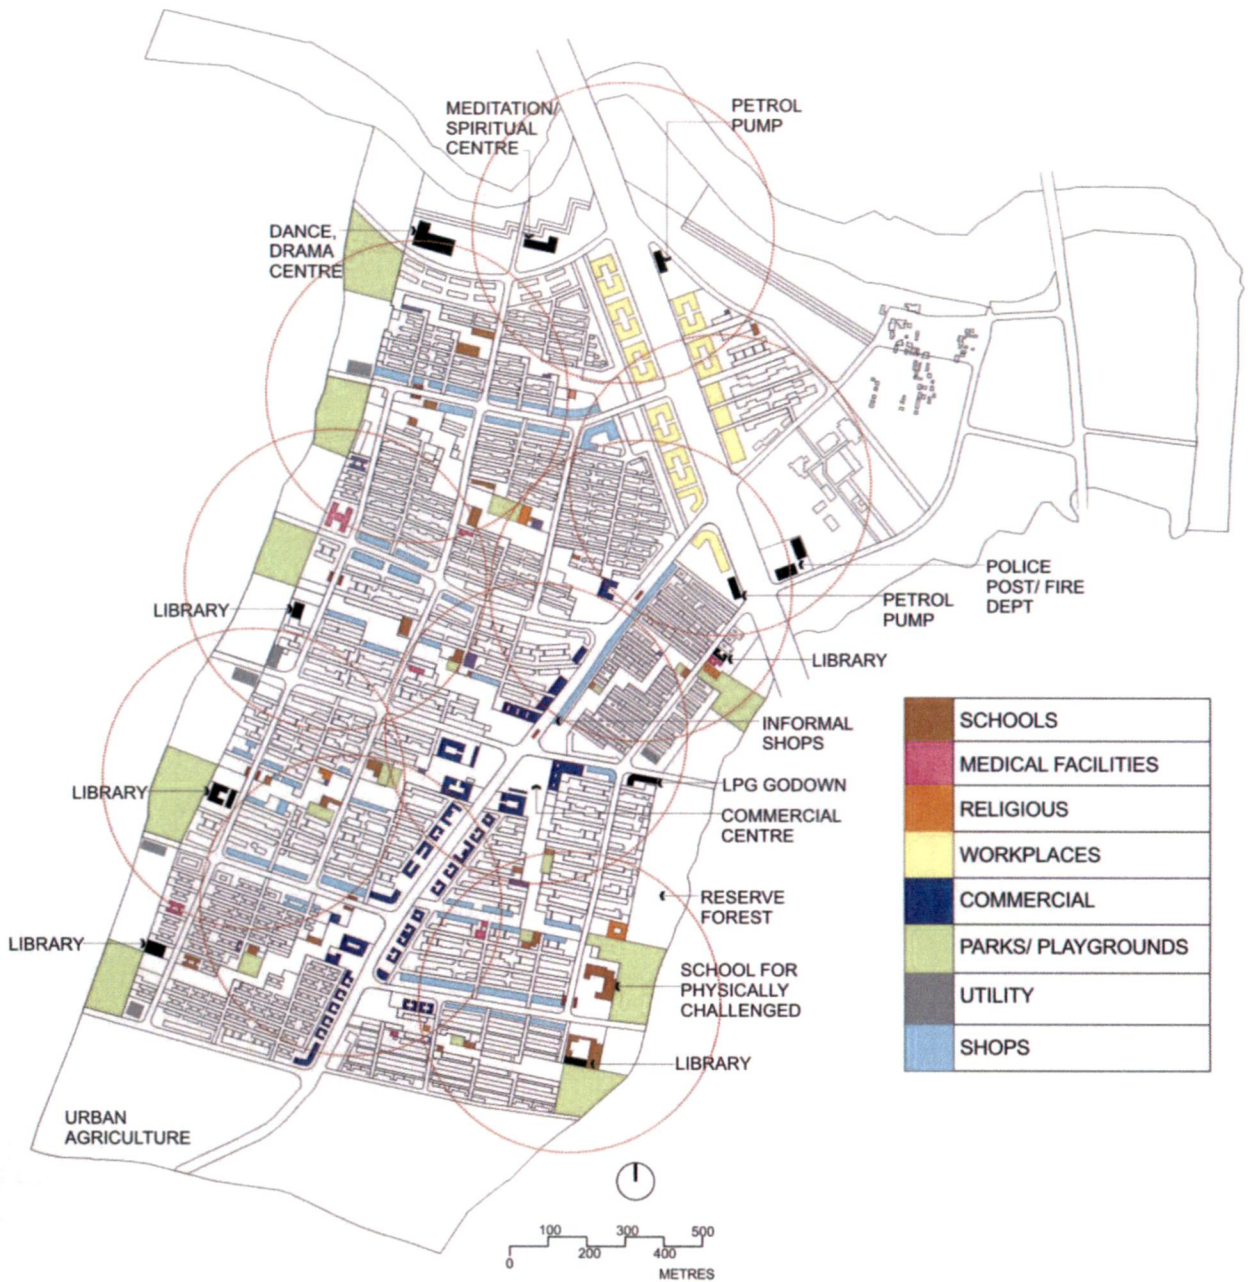 MEDITATION/
SPIRITUAL
CENTRE
PETROL
PUMP
DANCE,
DRAMA
CENTRE
POLICE
POST/ FIRE
DEPT
PETROL
PUMP
LIBRARY
LIBRARY
INFORMAL
SHOPS
LPG GODOWN
COMMERCIAL
CENTRE
LIBRARY
RESERVE
FOREST
LIBRARY
SCHOOL FOR
PHYSICALLY
CHALLENGED
LIBRARY
URBAN
AGRICULTURE
SCHOOLS
MEDICAL FACILITIES
RELIGIOUS
WORKPLACES
COMMERCIAL
PARKS/ PLAYGROUNDS
UTILITY
SHOPS
100 300 500
0 200 400
METRES